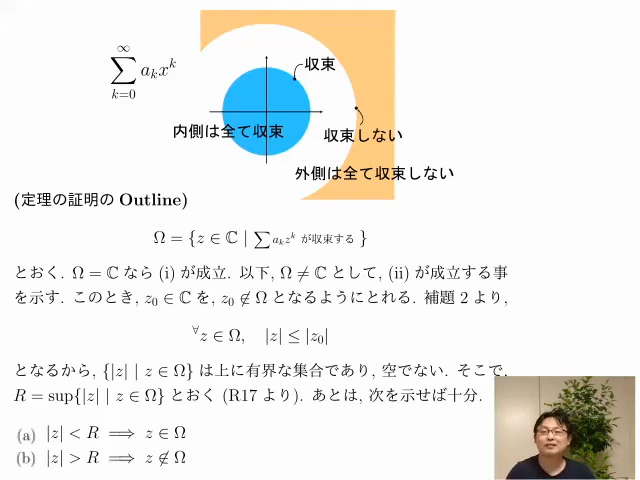 ∞
∑ a_k x^k
k=0
収束
内側は全て収束
収束しない
外側は全て収束しない
(定理の証明の Outline)
Ω = {z ∈ ℂ | ∑ a_k z^k が収束する }
とおく. Ω = ℂ なら (i) が成立. 以下, Ω ≠ ℂ として, (ii) が成立する事
を示す. このとき, z_0 ∈ ℂ を, z_0 ∉ Ω となるようにとれる. 補題 2 より,
∀z ∈ Ω, |z| ≤ |z_0|
となるから, {|z| | z ∈ Ω} は上に有界な集合であり, 空でない. そこで,
R = sup{|z| | z ∈ Ω} とおく (R17 より). あとは, 次を示せば十分.
(a) |z| < R ⟹ z ∈ Ω
(b) |z| > R ⟹ z ∉ Ω